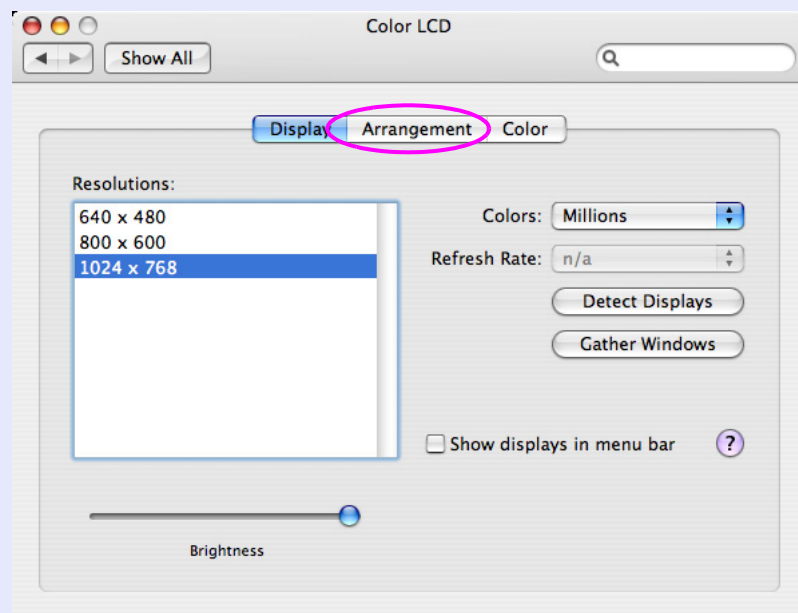 Color LCD
Show All
Display Arrangement Color
Resolutions:
640 x 480
800 x 600
1024 x 768
Colors: Millions
Refresh Rate: n/a
Detect Displays
Gather Windows
Show displays in menu bar ?
Brightness